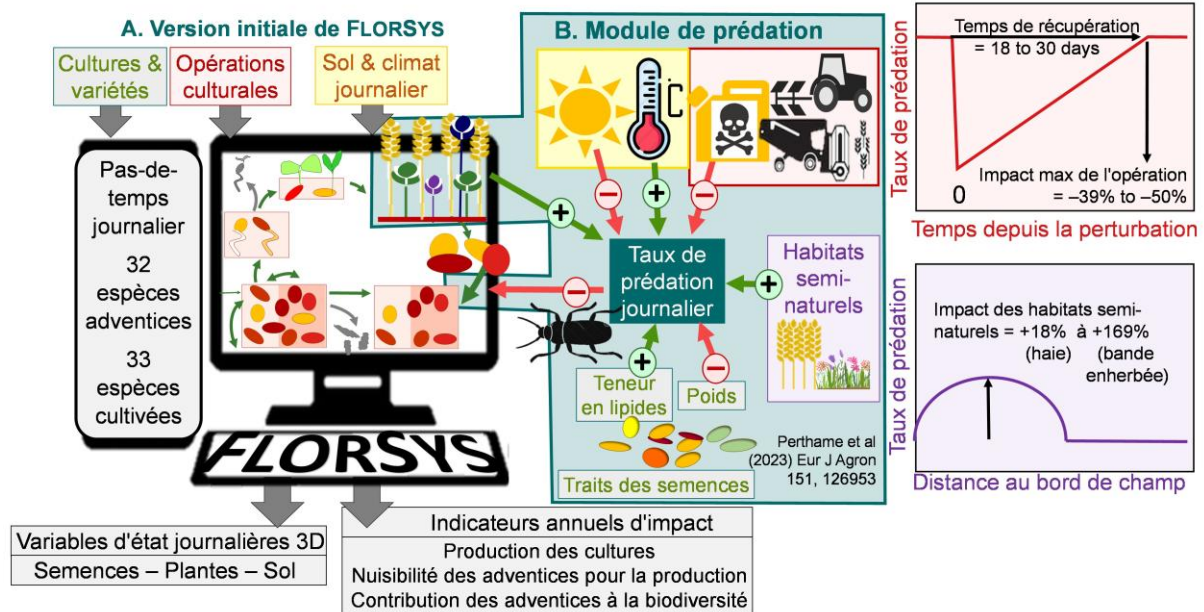 A. Version initiale de FLORSYS
Cultures &
variétés
Opérations
culturales
Sol & climat
journalier
Pas-de-
temps
journalier
32
espèces
adventices
33
espèces
cultivées
FLORSYS
Variables d'état journalières 3D
Semences – Plantes – Sol
Indicateurs annuels d'impact
Production des cultures
Nuisibilité des adventices pour la production
Contribution des adventices à la biodiversité
B. Module de prédation
Taux de
prédation
journalier
Habitats
semi-
naturels
Teneur
en lipides
Poids
Traits des semences
Perthame et al
(2023) Eur J Agron
151, 126953
Taux de prédation
Temps de récupération
= 18 to 30 days
0
Impact max de l'opération
= –39% to –50%
Temps depuis la perturbation
Taux de prédation
Impact des habitats semi-
naturels = +18% à +169%
(haie) (bande
enherbée)
Distance au bord de champ